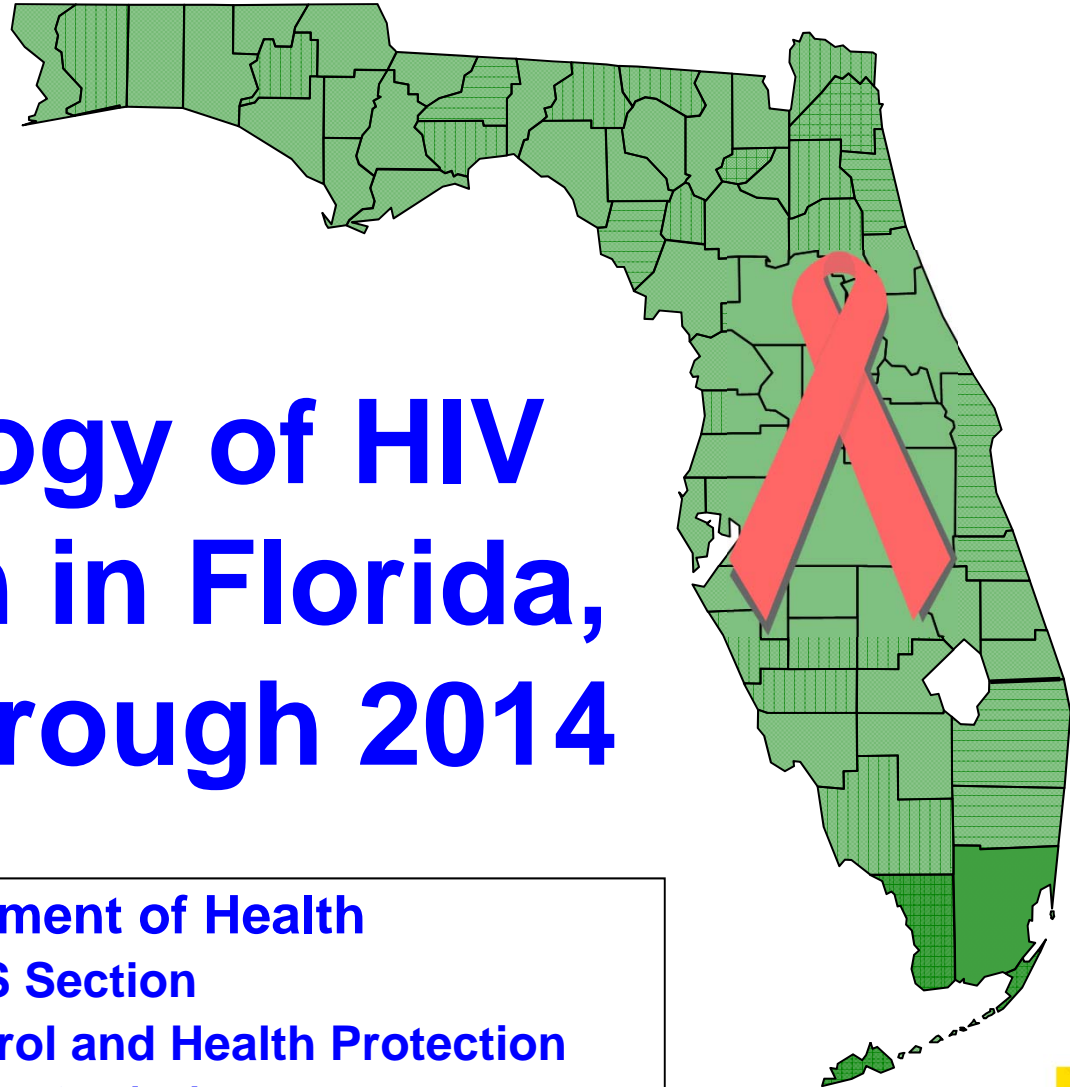 ogy of HIV
in Florida,
rough 2014
ment of Health
S Section
rol and Health Protection